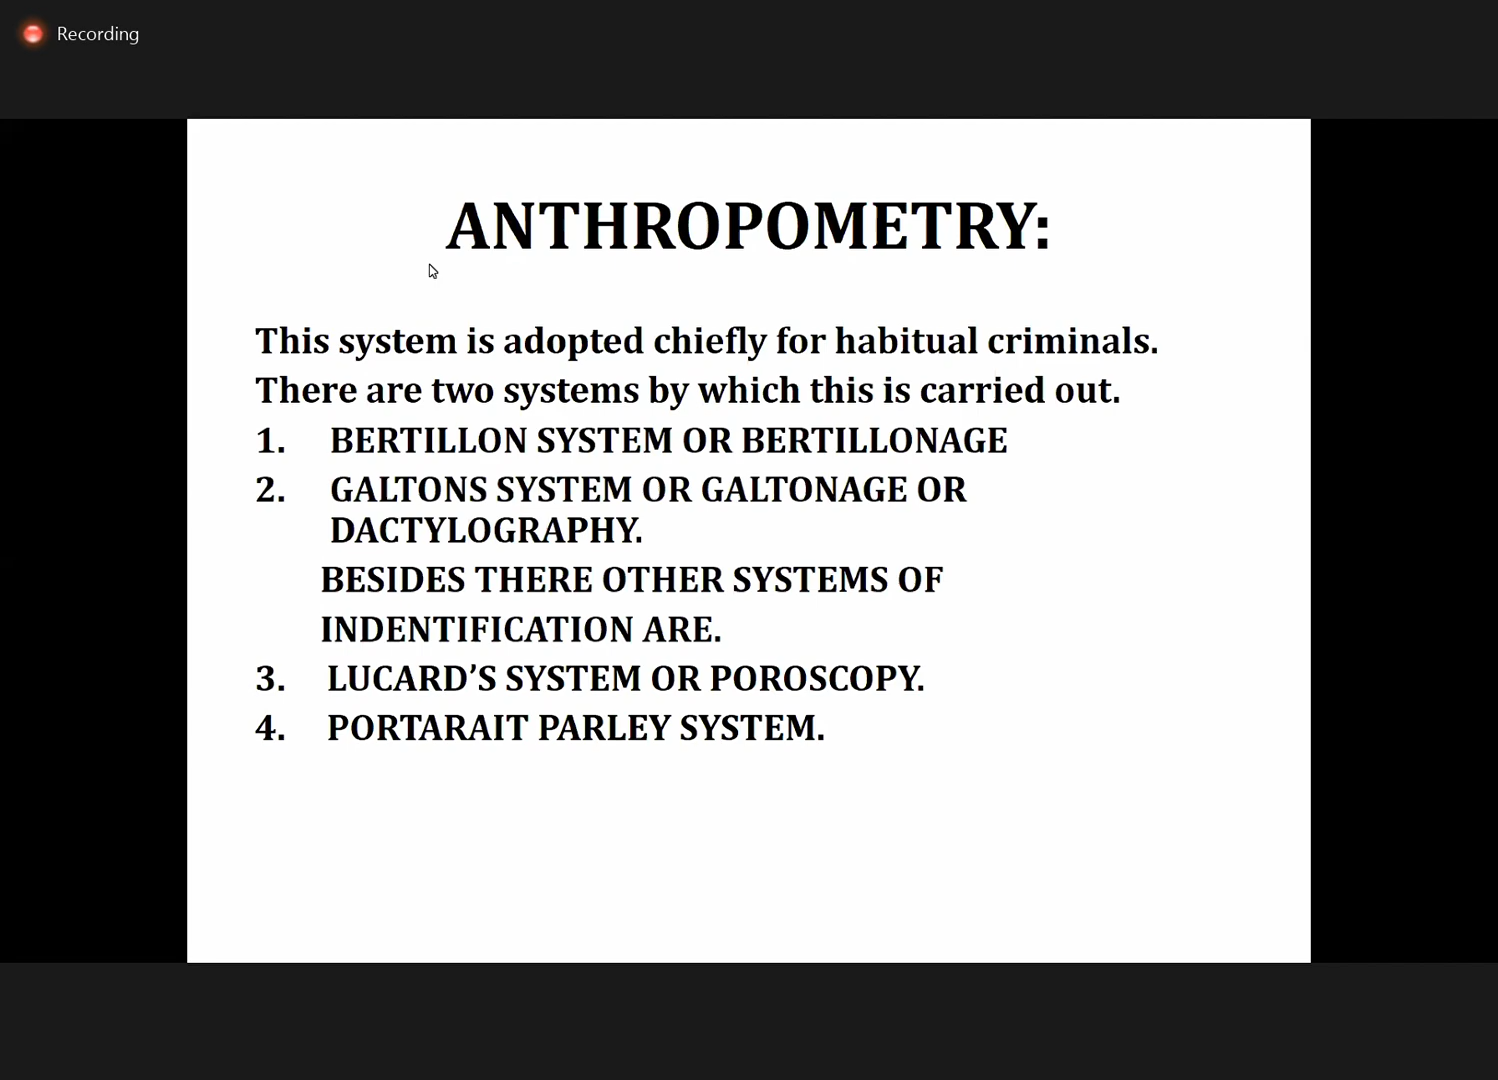 Recording
ANTHROPOMETRY:
This system is adopted chiefly for habitual criminals.
There are two systems by which this is carried out.
1. BERTILLON SYSTEM OR BERTILLONAGE
2. GALTONS SYSTEM OR GALTONAGE OR
DACTYLOGRAPHY.
BESIDES THERE OTHER SYSTEMS OF
INDENTIFICATION ARE.
3. LUCARD’S SYSTEM OR POROSCOPY.
4. PORTARAIT PARLEY SYSTEM.